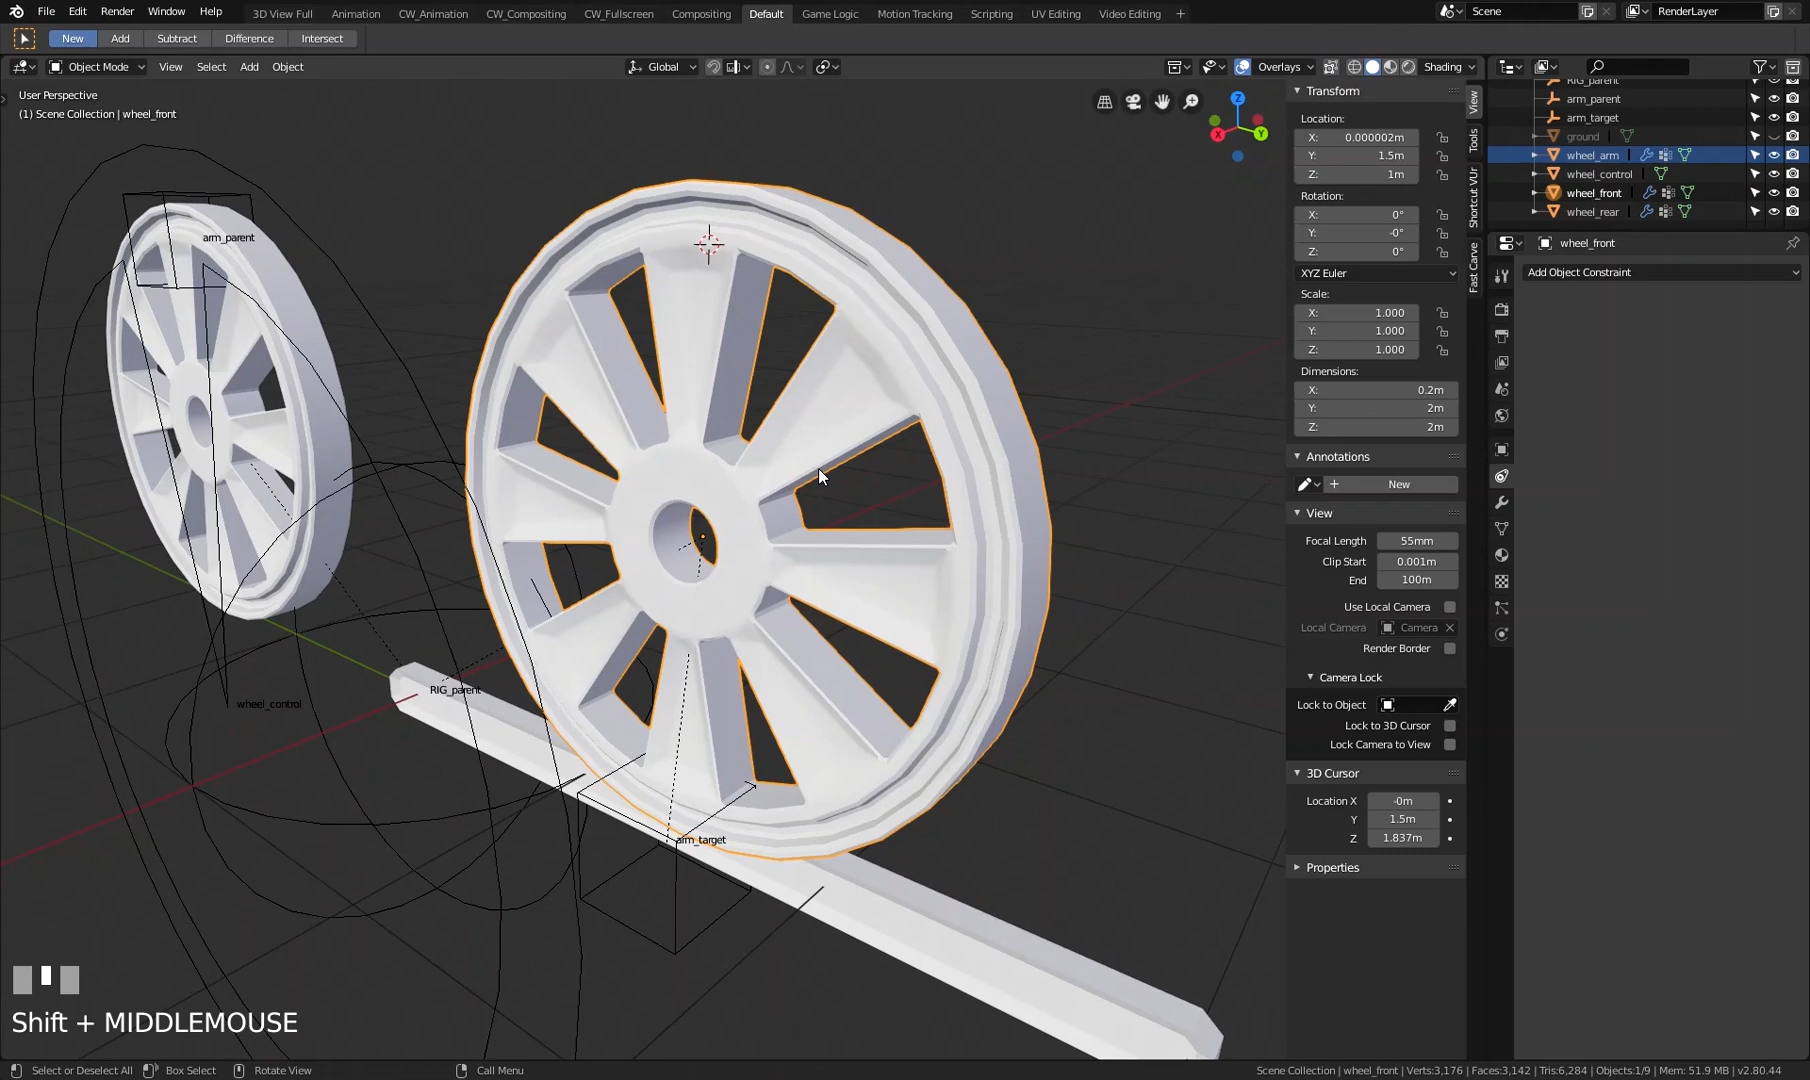 File Edit Render Window Help 3D View Full Animation CW_Animation CW_Compositing CW_Fullscreen Compositing Default Game Logic Motion Tracking Scripting UV Editing Video Editing + Scene RenderLayer
New Add Subtract Difference Intersect
Object Mode View Select Add Object Global Overlays Shading
User Perspective
(1) Scene Collection | wheel_front
arm_parent
wheel_control
RIG_parent
arm_target
Z
X
Y
Shift + MIDDLEMOUSE
Transform
Location:
X: 0.000002m
Y: 1.5m
Z: 1m
Rotation:
X: 0°
Y: -0°
Z: 0°
XYZ Euler
Scale:
X: 1.000
Y: 1.000
Z: 1.000
Dimensions:
X: 0.2m
Y: 2m
Z: 2m
Annotations
+ New
View
Focal Length 55mm
Clip Start 0.001m
End 100m
Use Local Camera
Local Camera Camera
Render Border
Camera Lock
Lock to Object
Lock to 3D Cursor
Lock Camera to View
3D Cursor
Location X -0m
Y 1.5m
Z 1.837m
Properties
View
Tools
Shortcut VUr
Fast Carve
RIG_parent
arm_parent
arm_target
ground
wheel_arm
wheel_control
wheel_front
wheel_rear
wheel_front
Add Object Constraint
Select or Deselect All Box Select Rotate View Call Menu Scene Collection | wheel_front | Verts:3,176 | Faces:3,142 | Tris:6,284 | Objects:1/9 | Mem: 51.9 MB | v2.80.44